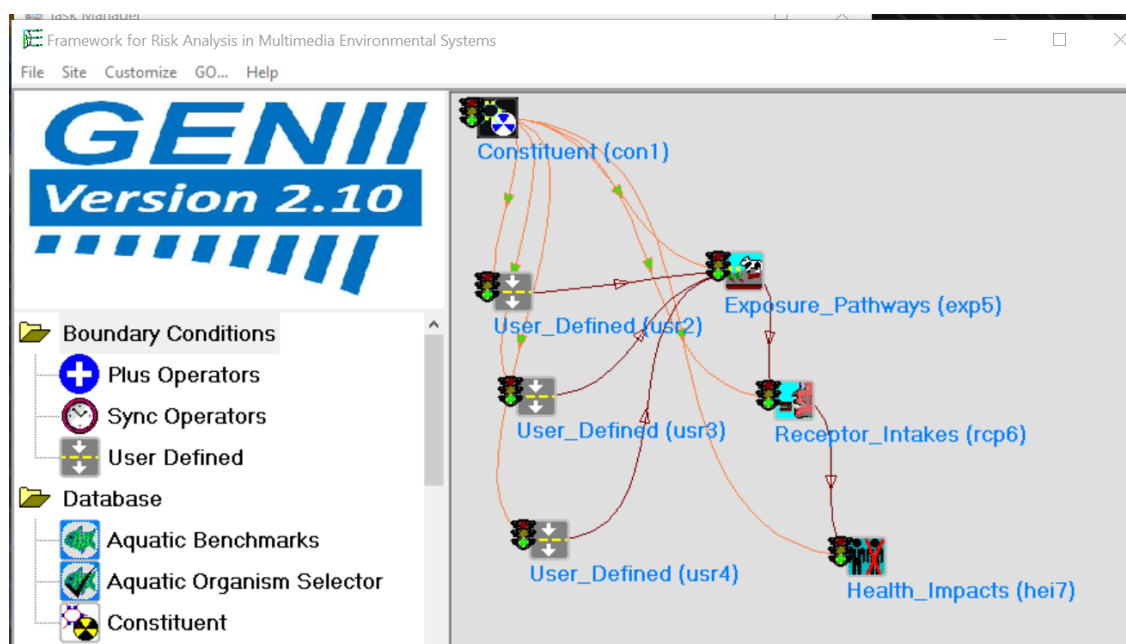 Task Manager
Framework for Risk Analysis in Multimedia Environmental Systems
File Site Customize GO... Help
GENII
Version 2.10
Boundary Conditions
Plus Operators
Sync Operators
User Defined
Database
Aquatic Benchmarks
Aquatic Organism Selector
Constituent
Constituent (con1)
User_Defined (usr2)
Exposure_Pathways (exp5)
User_Defined (usr3)
Receptor_Intakes (rcp6)
User_Defined (usr4)
Health_Impacts (hei7)